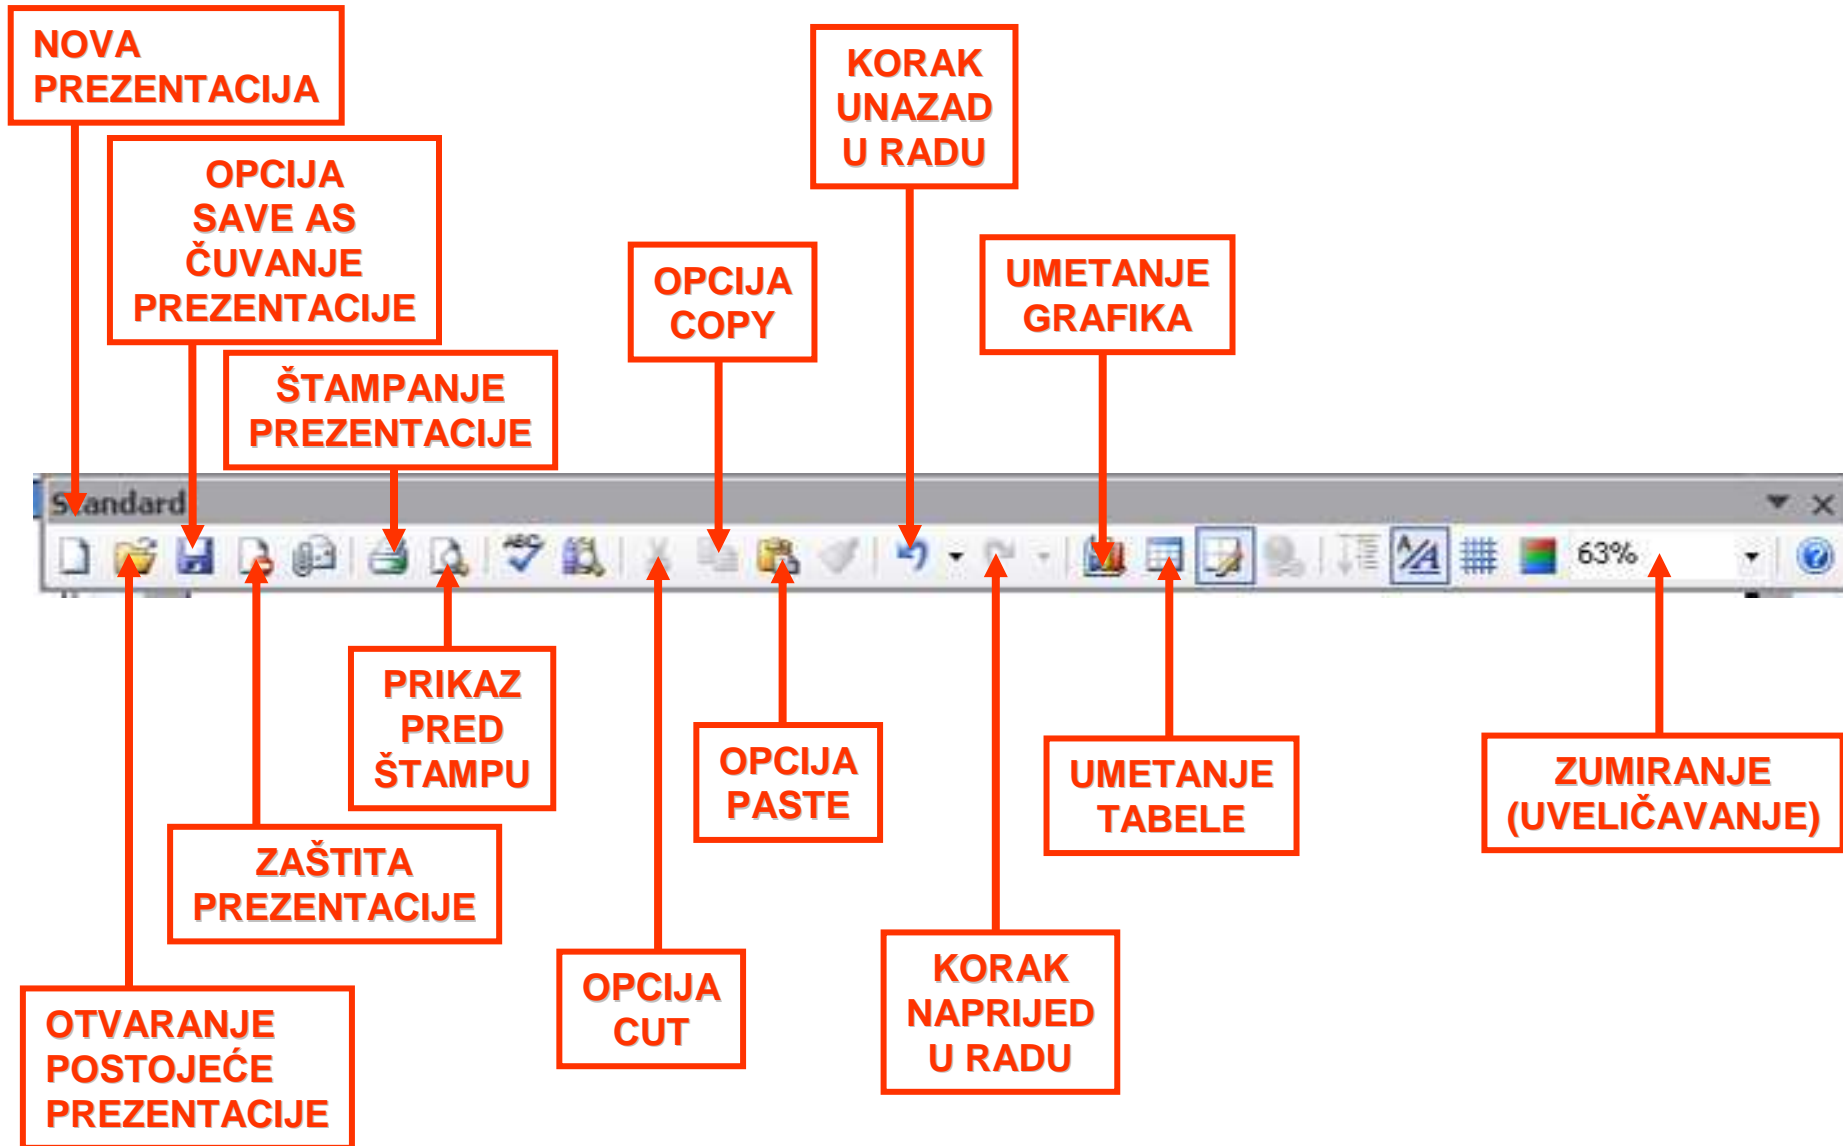 NOVA
PREZENTACIJA
OPCIJA
SAVE AS
ČUVANJE
PREZENTACIJE
ŠTAMPANJE
PREZENTACIJE
OPCIJA
COPY
KORAK
UNAZAD
U RADU
UMETANJE
GRAFIKA
Standard
ABC
63%
PRIKAZ
PRED
ŠTAMPU
ZAŠTITA
PREZENTACIJE
OTVARANJE
POSTOJEĆE
PREZENTACIJE
OPCIJA
CUT
OPCIJA
PASTE
KORAK
NAPRIJED
U RADU
UMETANJE
TABELE
ZUMIRANJE
(UVELIČAVANJE)